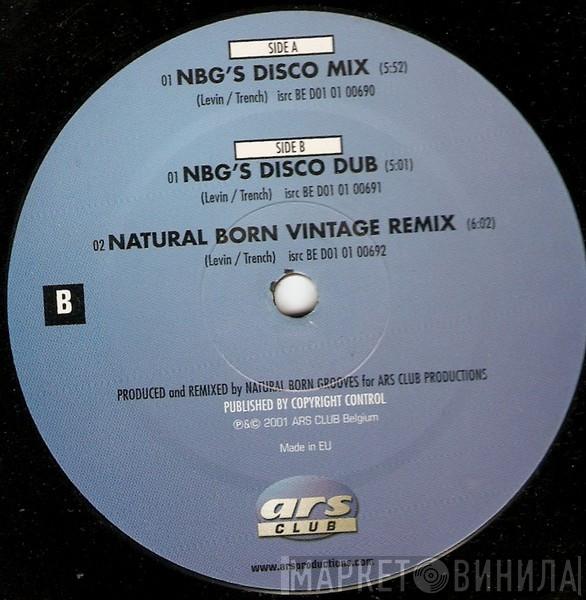 SIDE A
01 NBG'S DISCO MIX (5:52)
(Levin / Trench) isrc BE D01 01 00690
SIDE B
01 NBG'S DISCO DUB (5:01)
(Levin / Trench) isrc BE D01 01 00691
02 NATURAL BORN VINTAGE REMIX (6:02)
(Levin / Trench) isrc BE D01 01 00692
B
PRODUCED and REMIXED by NATURAL BORN GROOVES for ARS CLUB PRODUCTIONS
PUBLISHED BY COPYRIGHT CONTROL
℗&© 2001 ARS CLUB Belgium
Made in EU
ars
CLUB
www.arsproductions.com
МАРКЕТ ВИНИЛА